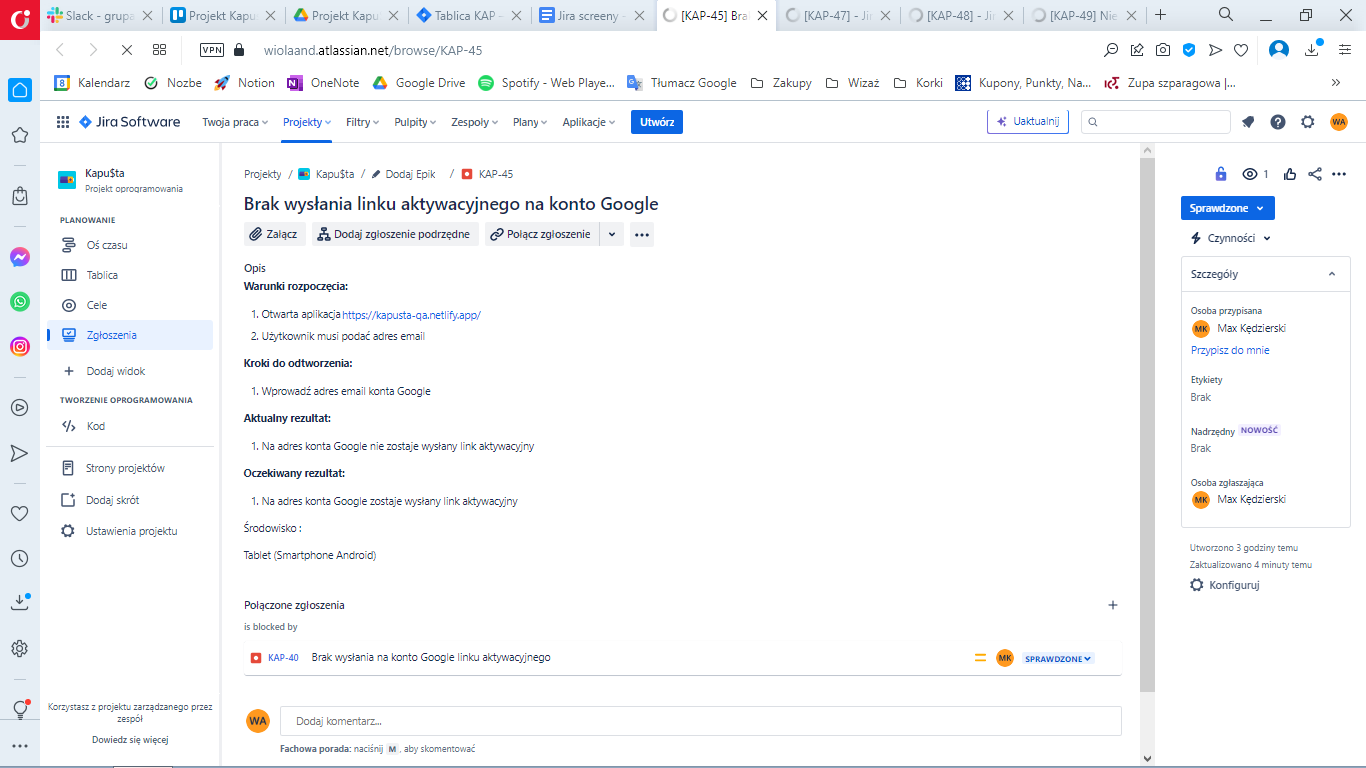 Slack - grupa
Projekt Kapu
Projekt Kapu
Tablica KAP -
Jira screeny -
[KAP-45] Bra
[KAP-47] - Ji
[KAP-48] - Ji
[KAP-49] Nie
VPN
wiolaand.atlassian.net/browse/KAP-45
Kalendarz
Nozbe
Notion
OneNote
Google Drive
Spotify - Web Playe...
Tłumacz Google
Zakupy
Wizaż
Korki
Kupony, Punkty, Na...
Zupa szparagowa |...
Jira Software
Twoja praca
Projekty
Filtry
Pulpity
Zespoły
Plany
Aplikacje
Utwórz
Uaktualnij
WA
Kapu$ta
Projekt oprogramowania
PLANOWANIE
Oś czasu
Tablica
Cele
Zgłoszenia
Dodaj widok
TWORZENIE OPROGRAMOWANIA
Kod
Strony projektów
Dodaj skrót
Ustawienia projektu
Korzystasz z projektu zarządzanego przez
zespół
Dowiedz się więcej
Projekty / Kapu$ta / Dodaj Epik / KAP-45
Brak wysłania linku aktywacyjnego na konto Google
Załącz
Dodaj zgłoszenie podrzędne
Połącz zgłoszenie
Opis
Warunki rozpoczęcia:
1. Otwarta aplikacja https://kapusta-qa.netlify.app/
2. Użytkownik musi podać adres email
Kroki do odtworzenia:
1. Wprowadź adres email konta Google
Aktualny rezultat:
1. Na adres konta Google nie zostaje wysłany link aktywacyjny
Oczekiwany rezultat:
1. Na adres konta Google zostaje wysłany link aktywacyjny
Środowisko :
Tablet (Smartphone Android)
Połączone zgłoszenia
is blocked by
KAP-40 Brak wysłania na konto Google linku aktywacyjnego
MK
SPRAWDZONE
WA
Dodaj komentarz...
Fachowa porada: naciśnij M , aby skomentować
1
Sprawdzone
Czynności
Szczegóły
Osoba przypisana
MK Max Kędzierski
Przypisz do mnie
Etykiety
Brak
Nadrzędny NOWOŚĆ
Brak
Osoba zgłaszająca
MK Max Kędzierski
Utworzono 3 godziny temu
Zaktualizowano 4 minuty temu
Konfiguruj